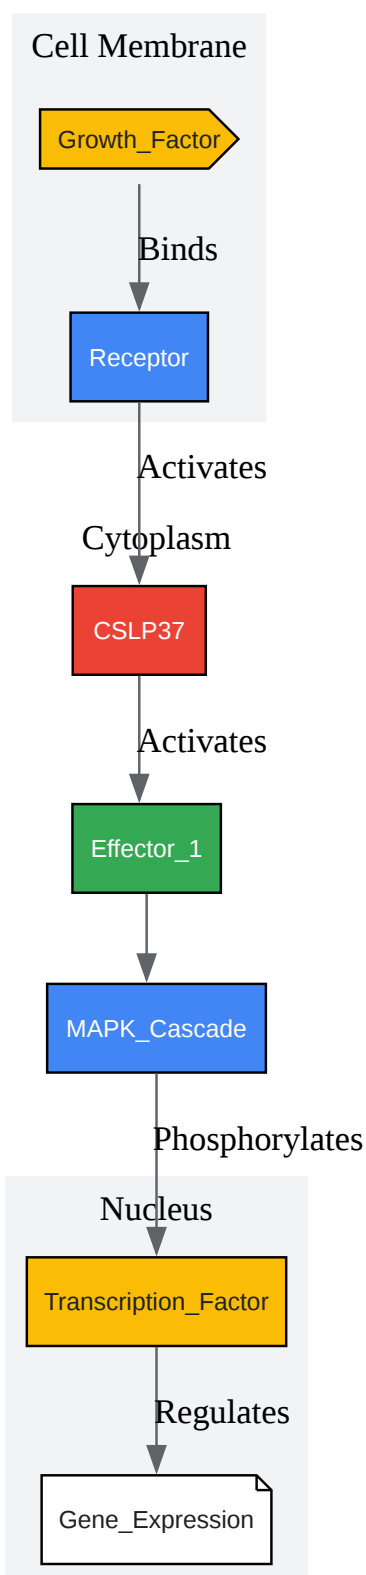 Cell Membrane
Growth_Factor
Binds
Receptor
Activates
Cytoplasm
CSLP37
Activates
Effector_1
MAPK_Cascade
Phosphorylates
Nucleus
Transcription_Factor
Regulates
Gene_Expression